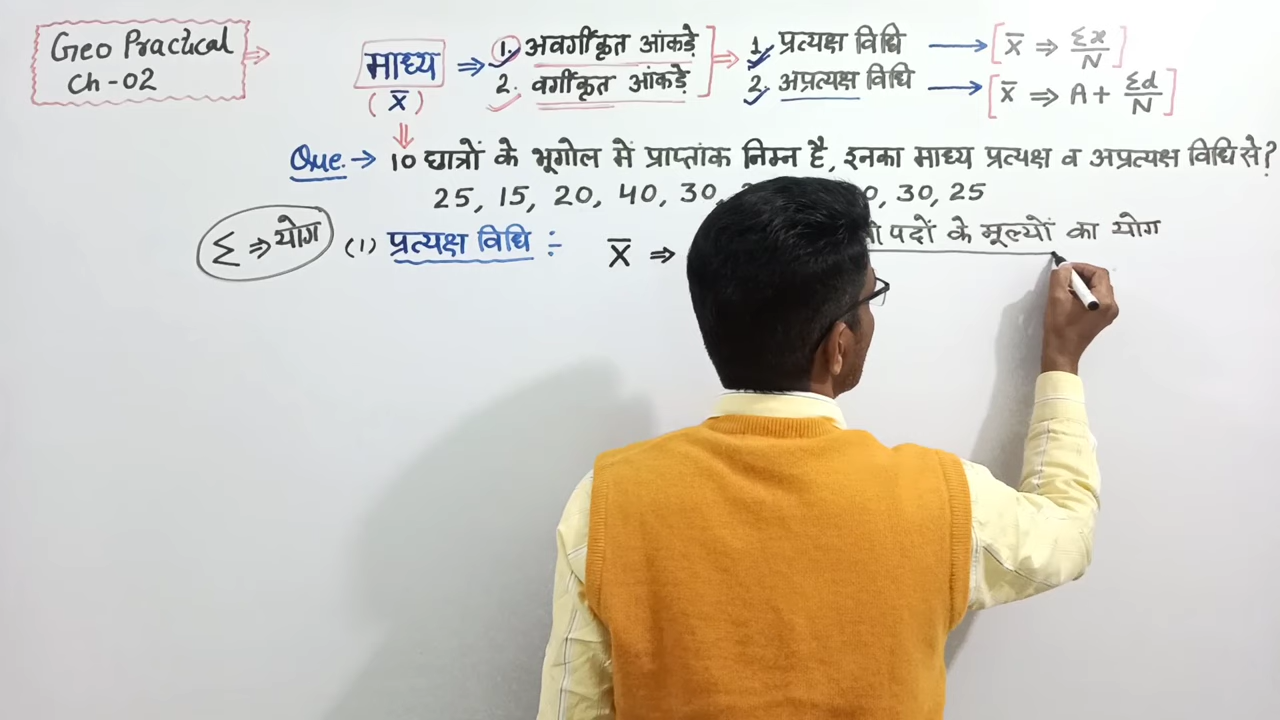 Geo Practical
Ch-02
माध्य
(x̄)
1. अवर्गीकृत आंकड़े
2. वर्गीकृत आंकड़े
1. प्रत्यक्ष विधि → [x̄ ⇒ Σx/N]
2. अप्रत्यक्ष विधि → [x̄ ⇒ A + Σd/N]
Que. → 10 छात्रों के भूगोल में प्राप्तांक निम्न है, इनका माध्य प्रत्यक्ष व अप्रत्यक्ष विधि से?
25, 15, 20, 40, 30, 30, 25
Σ ⇒ योग
(1) प्रत्यक्ष विधि ÷ x̄ ⇒ पदों के मूल्यों का योग